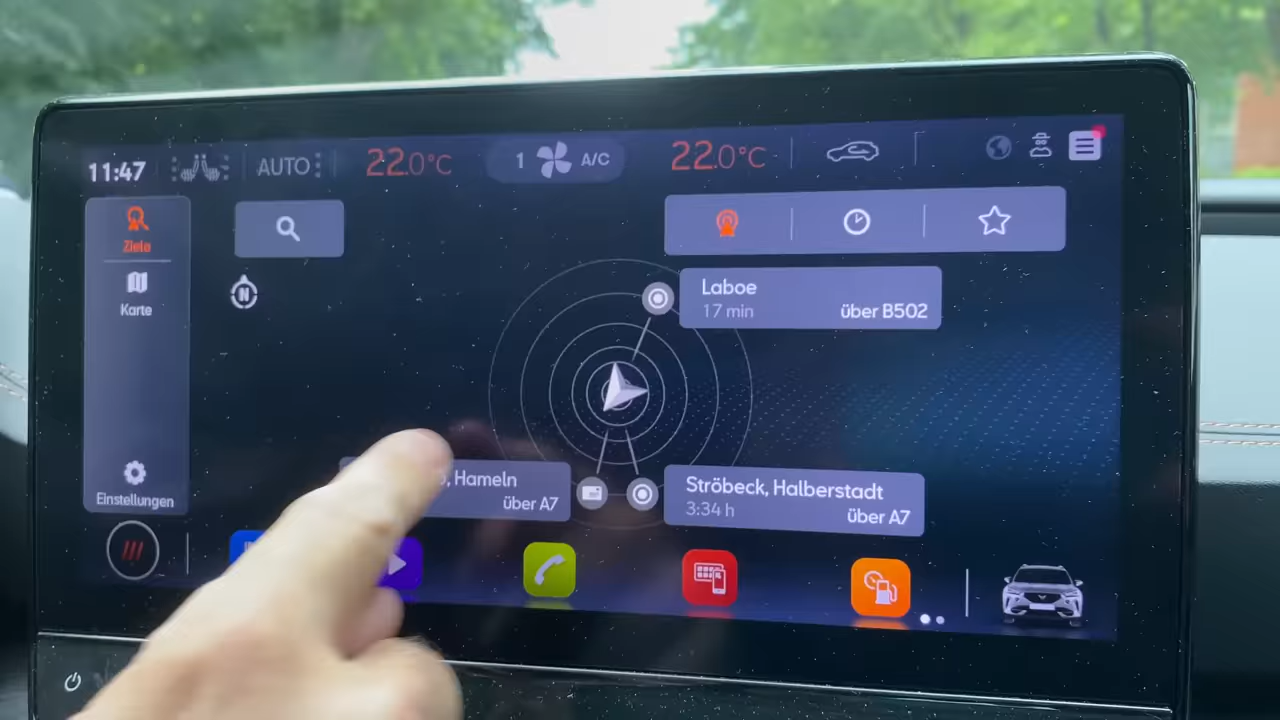 11:47
AUTO
22.0°C
1
A/C
22.0°C
Ziele
Karte
Einstellungen
Laboe
17 min
über B502
, Hameln
über A7
Ströbeck, Halberstadt
3:34 h
über A7